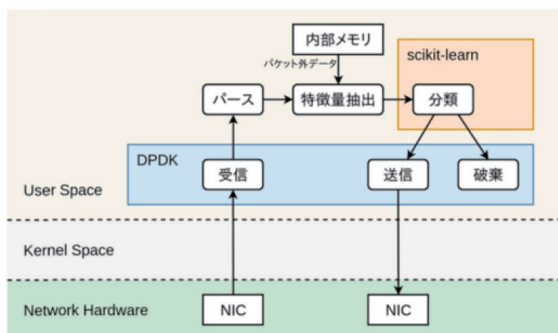 内部メモリ
scikit-learn
パケット外データ
パース
特徴量抽出
分類
DPDK
受信
送信
破棄
User Space
Kernel Space
Network Hardware
NIC
NIC